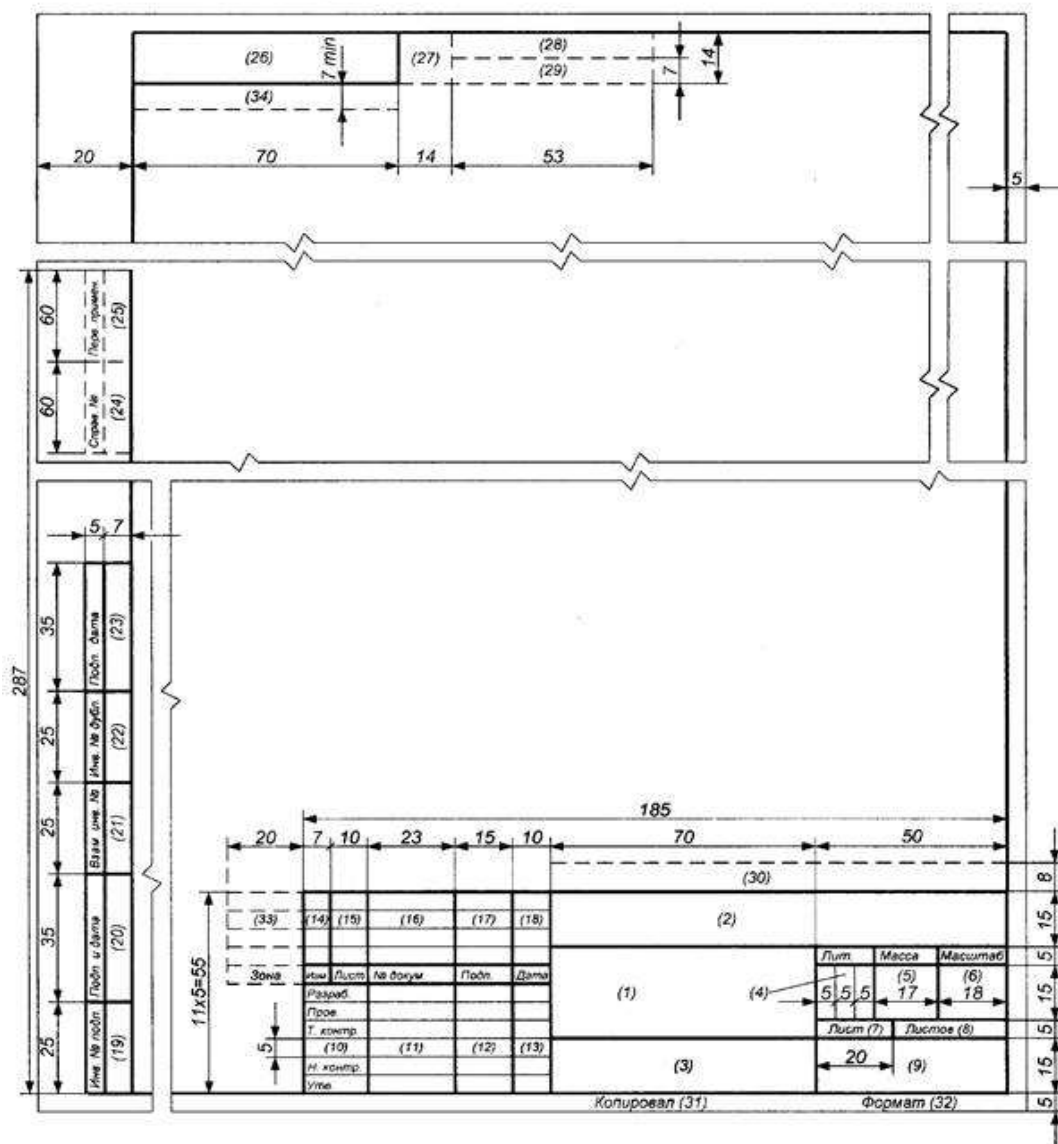 (26) 7 min (27) (28) 14
(29) 7
(34)
20 70 14 53 5
60 Перв. примен. (25)
60 Справ. № (24)
5 7
287
35 Подп. дата (23)
25 Инв. № дубл. (22)
25 Взам. инв. № (21)
35 Подп. и дата (20)
25 Инв. № подп. (19)
185
20 7 10 23 15 10 70 50
(30) 8
(33) (14) (15) (16) (17) (18) (2) 15
Лит. Масса Масштаб 5
Зона Изм Лист № докум. Подп. Дата
(1) (4) 5 5 5 (5) 17 (6) 18 15
11x5=55
Разраб.
Пров.
Т. контр. Лист (7) Листов (8) 5
5 (10) (11) (12) (13)
Н. контр. (3) 20 (9) 15
Утв.
Копировал (31) Формат (32) 5